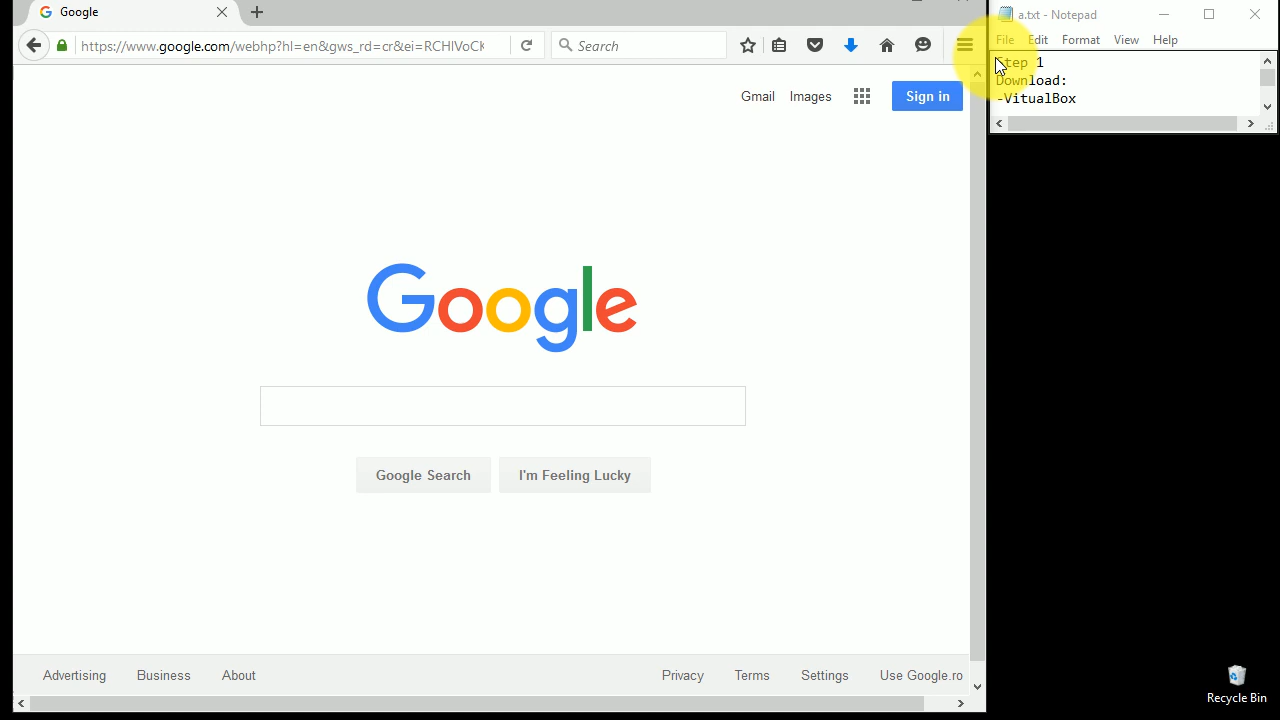 Google
https://www.google.com/webhp?hl=en&gws_rd=cr&ei=RCHIVoCK
Search
Gmail Images Sign in
Google
Google Search I'm Feeling Lucky
Advertising Business About Privacy Terms Settings Use Google.ro
a.txt - Notepad
File Edit Format View Help
Step 1
Download:
-VitualBox
Recycle Bin